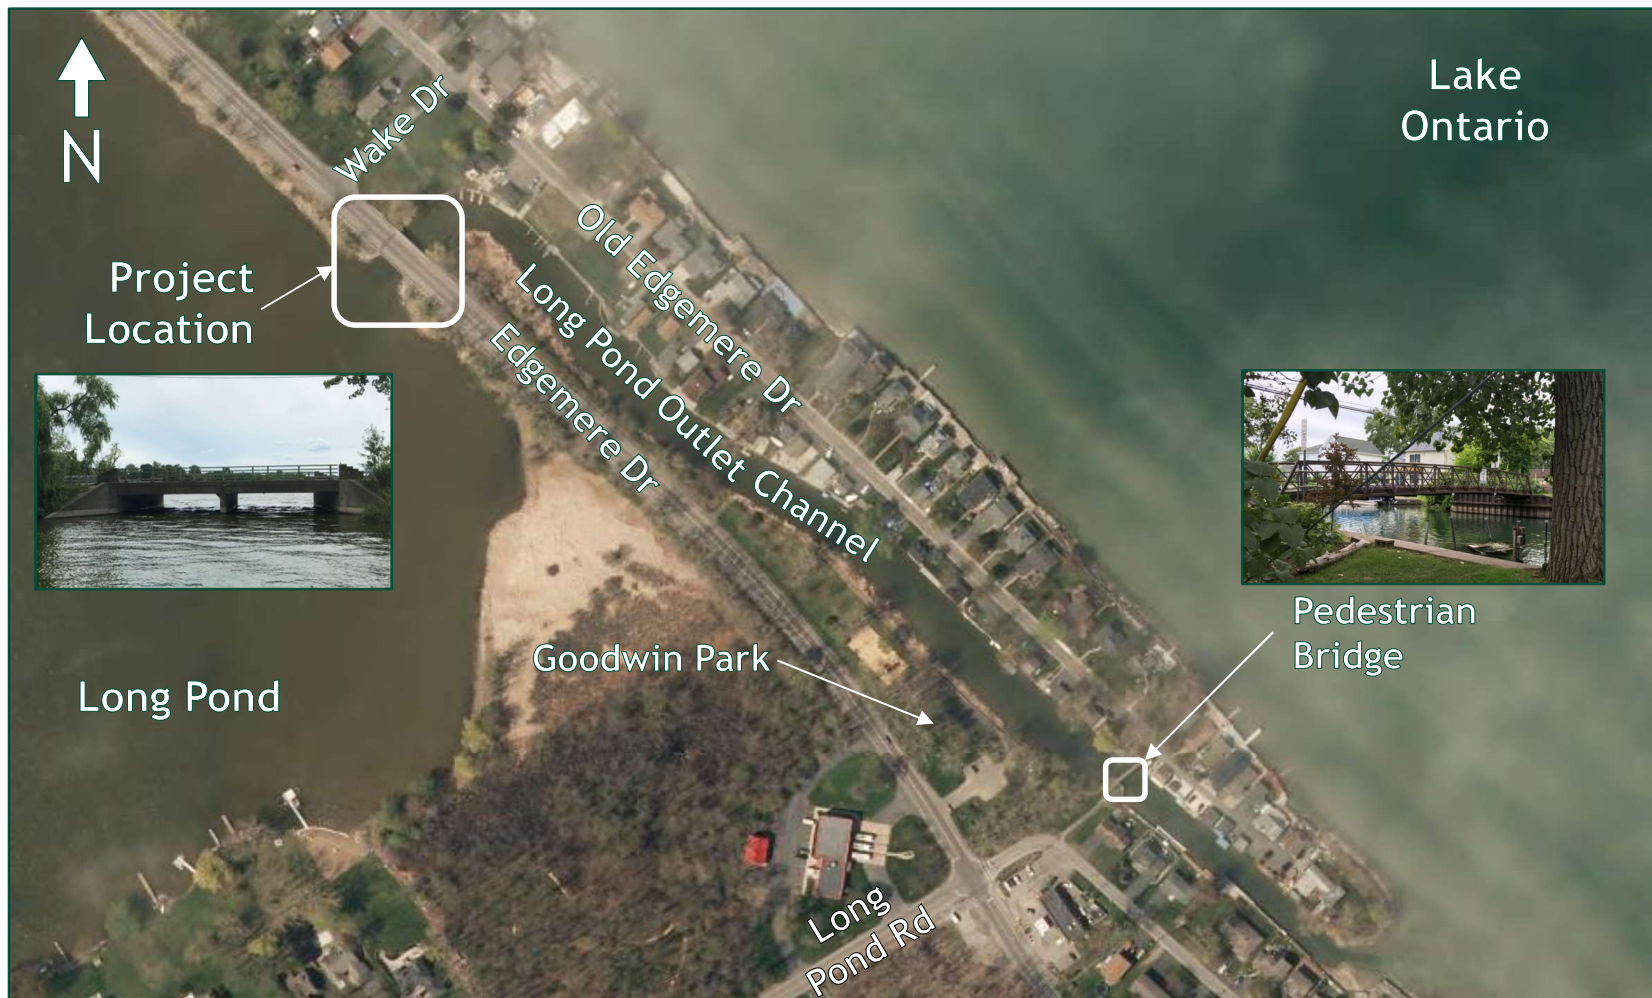 N
Lake
Ontario
Wake Dr
Old Edgemere Dr
Project
Location
Long Pond Outlet Channel
Edgemere Dr
Pedestrian
Bridge
Goodwin Park
Long Pond
Long
Pond Rd